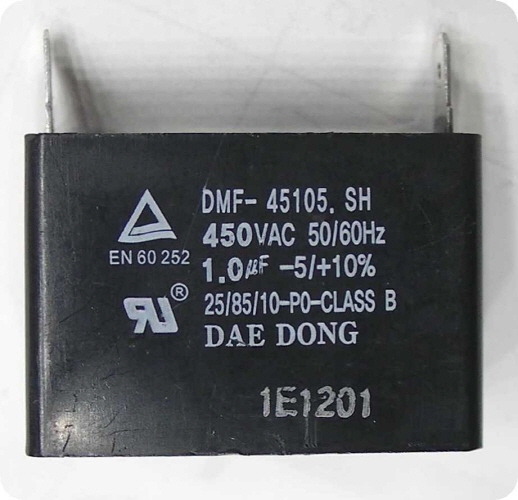 DMF- 45105. SH
450VAC 50/60Hz
EN 60 252
1.0µF -5/+10%
RU®
25/85/10-P0-CLASS B
DAE DONG
1E1201